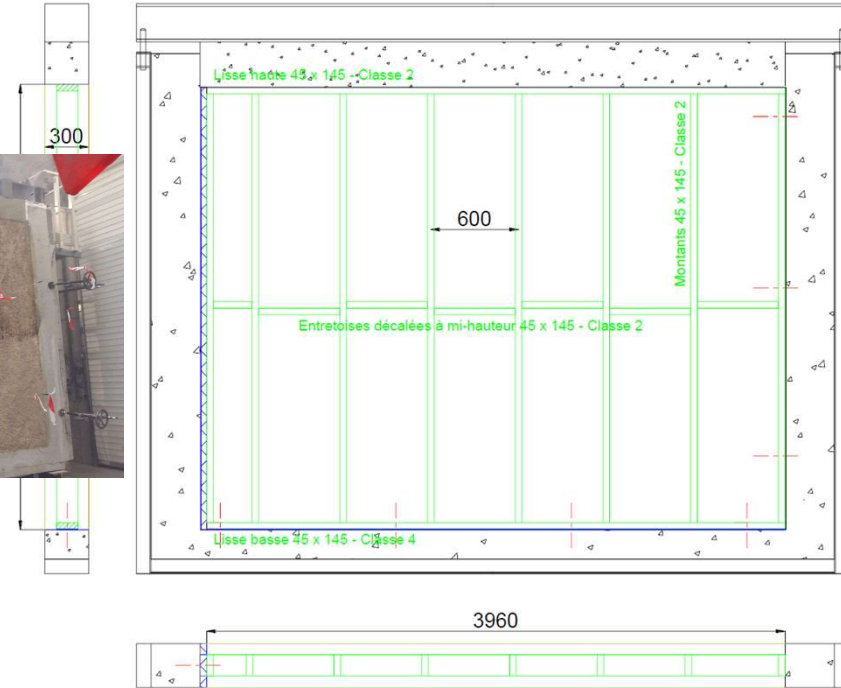 Lisse haute 45 x 145 - Classe 2
300
Montants 45 x 145 - Classe 2
600
Entretoises décalées à mi-hauteur 45 x 145 - Classe 2
Lisse basse 45 x 145 - Classe 4
3960